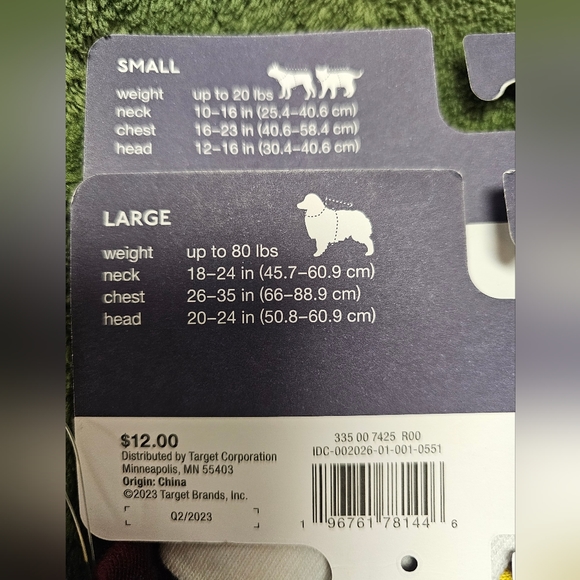 SMALL
weight up to 20 lbs
neck 10–16 in (25.4–40.6 cm)
chest 16–23 in (40.6–58.4 cm)
head 12–16 in (30.4–40.6 cm)
LARGE
weight up to 80 lbs
neck 18–24 in (45.7–60.9 cm)
chest 26–35 in (66–88.9 cm)
head 20–24 in (50.8–60.9 cm)
$12.00
Distributed by Target Corporation
Minneapolis, MN 55403
Origin: China
©2023 Target Brands, Inc.
Q2/2023
335 00 7425 R00
IDC-002026-01-001-0551
1 96761 78144 6